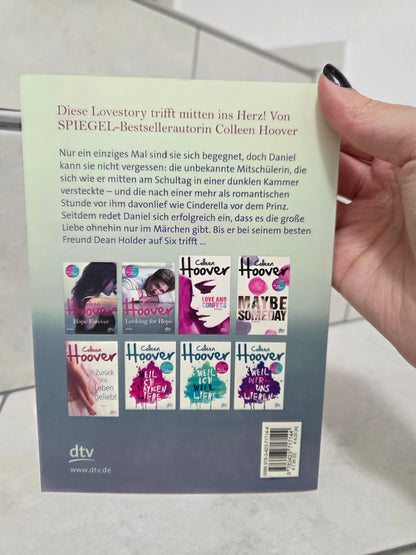 Diese Lovestory trifft mitten ins Herz! Von
SPIEGEL-Bestsellerautorin Colleen Hoover
Nur ein einziges Mal sind sie sich begegnet, doch Daniel
kann sie nicht vergessen: die unbekannte Mitschülerin, die
sich wie er mitten am Schultag in einer dunklen Kammer
versteckte – und die nach einer mehr als romantischen
Stunde vor ihm davonlief wie Cinderella vor dem Prinz.
Seitdem redet Daniel sich erfolgreich ein, dass es die große
Liebe ohnehin nur im Märchen gibt. Bis er bei seinem besten
Freund Dean Holder auf Six trifft ...
Hoover
Hope Forever
Hoover
Looking for Hope
Colleen
Hoover
LOVE AND
CONFESS
Colleen
Hoover
MAYBE
SOMEDAY
Colleen
Hoover
Zurück
ins
Leben
geliebt
Colleen
Hoover
WEIL
ICH
LAYKEN
LIEBE
Colleen
Hoover
WEIL
ICH
WILL
LIEBE
Colleen
Hoover
WEIL
WIR
UNS
LIEBEN
dtv
www.dtv.de